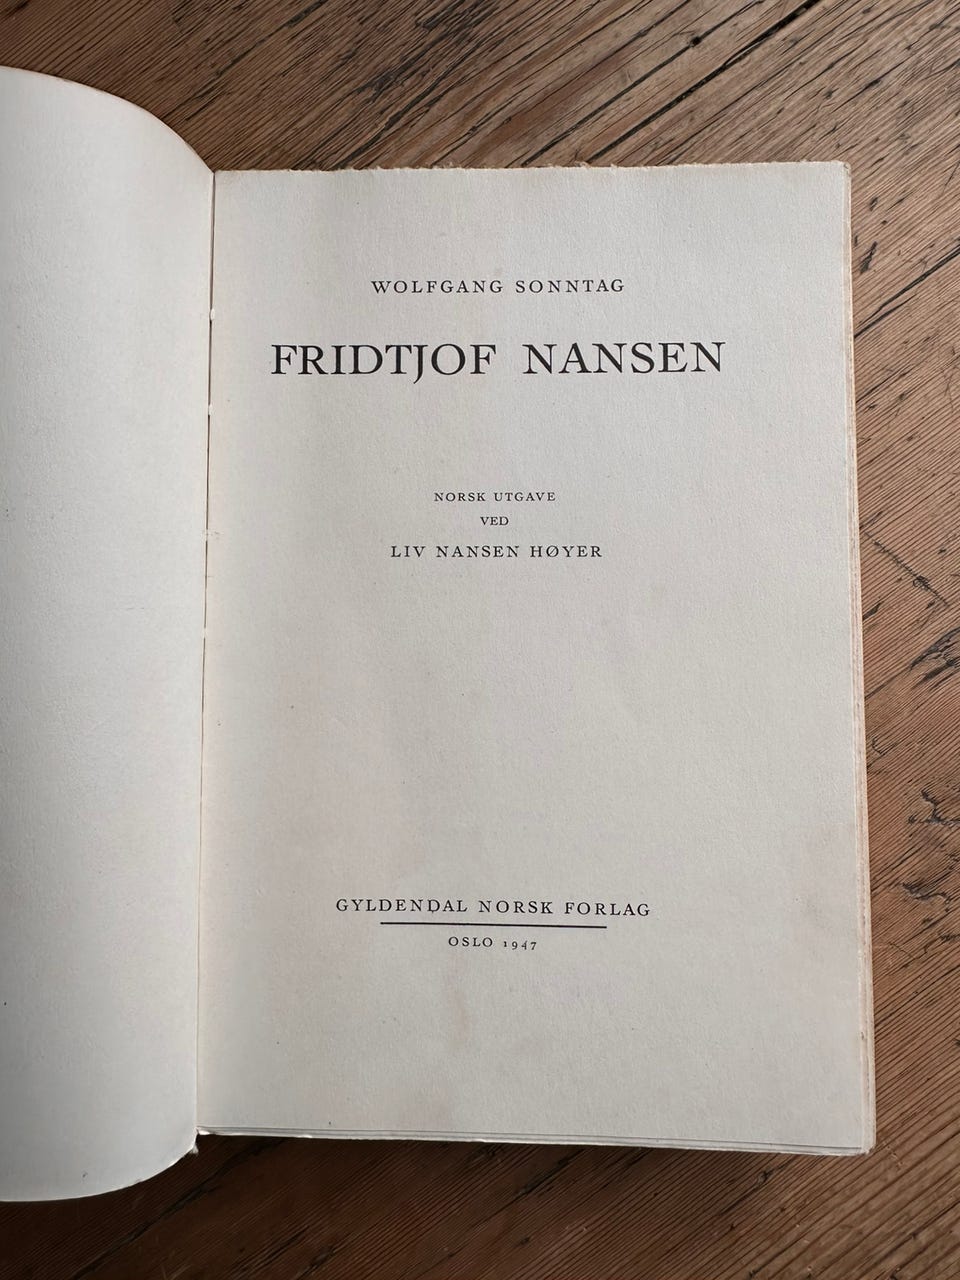 WOLFGANG SONNTAG
FRIDTJOF NANSEN
NORSK UTGAVE
VED
LIV NANSEN HØYER
GYLDENDAL NORSK FORLAG
OSLO 1947